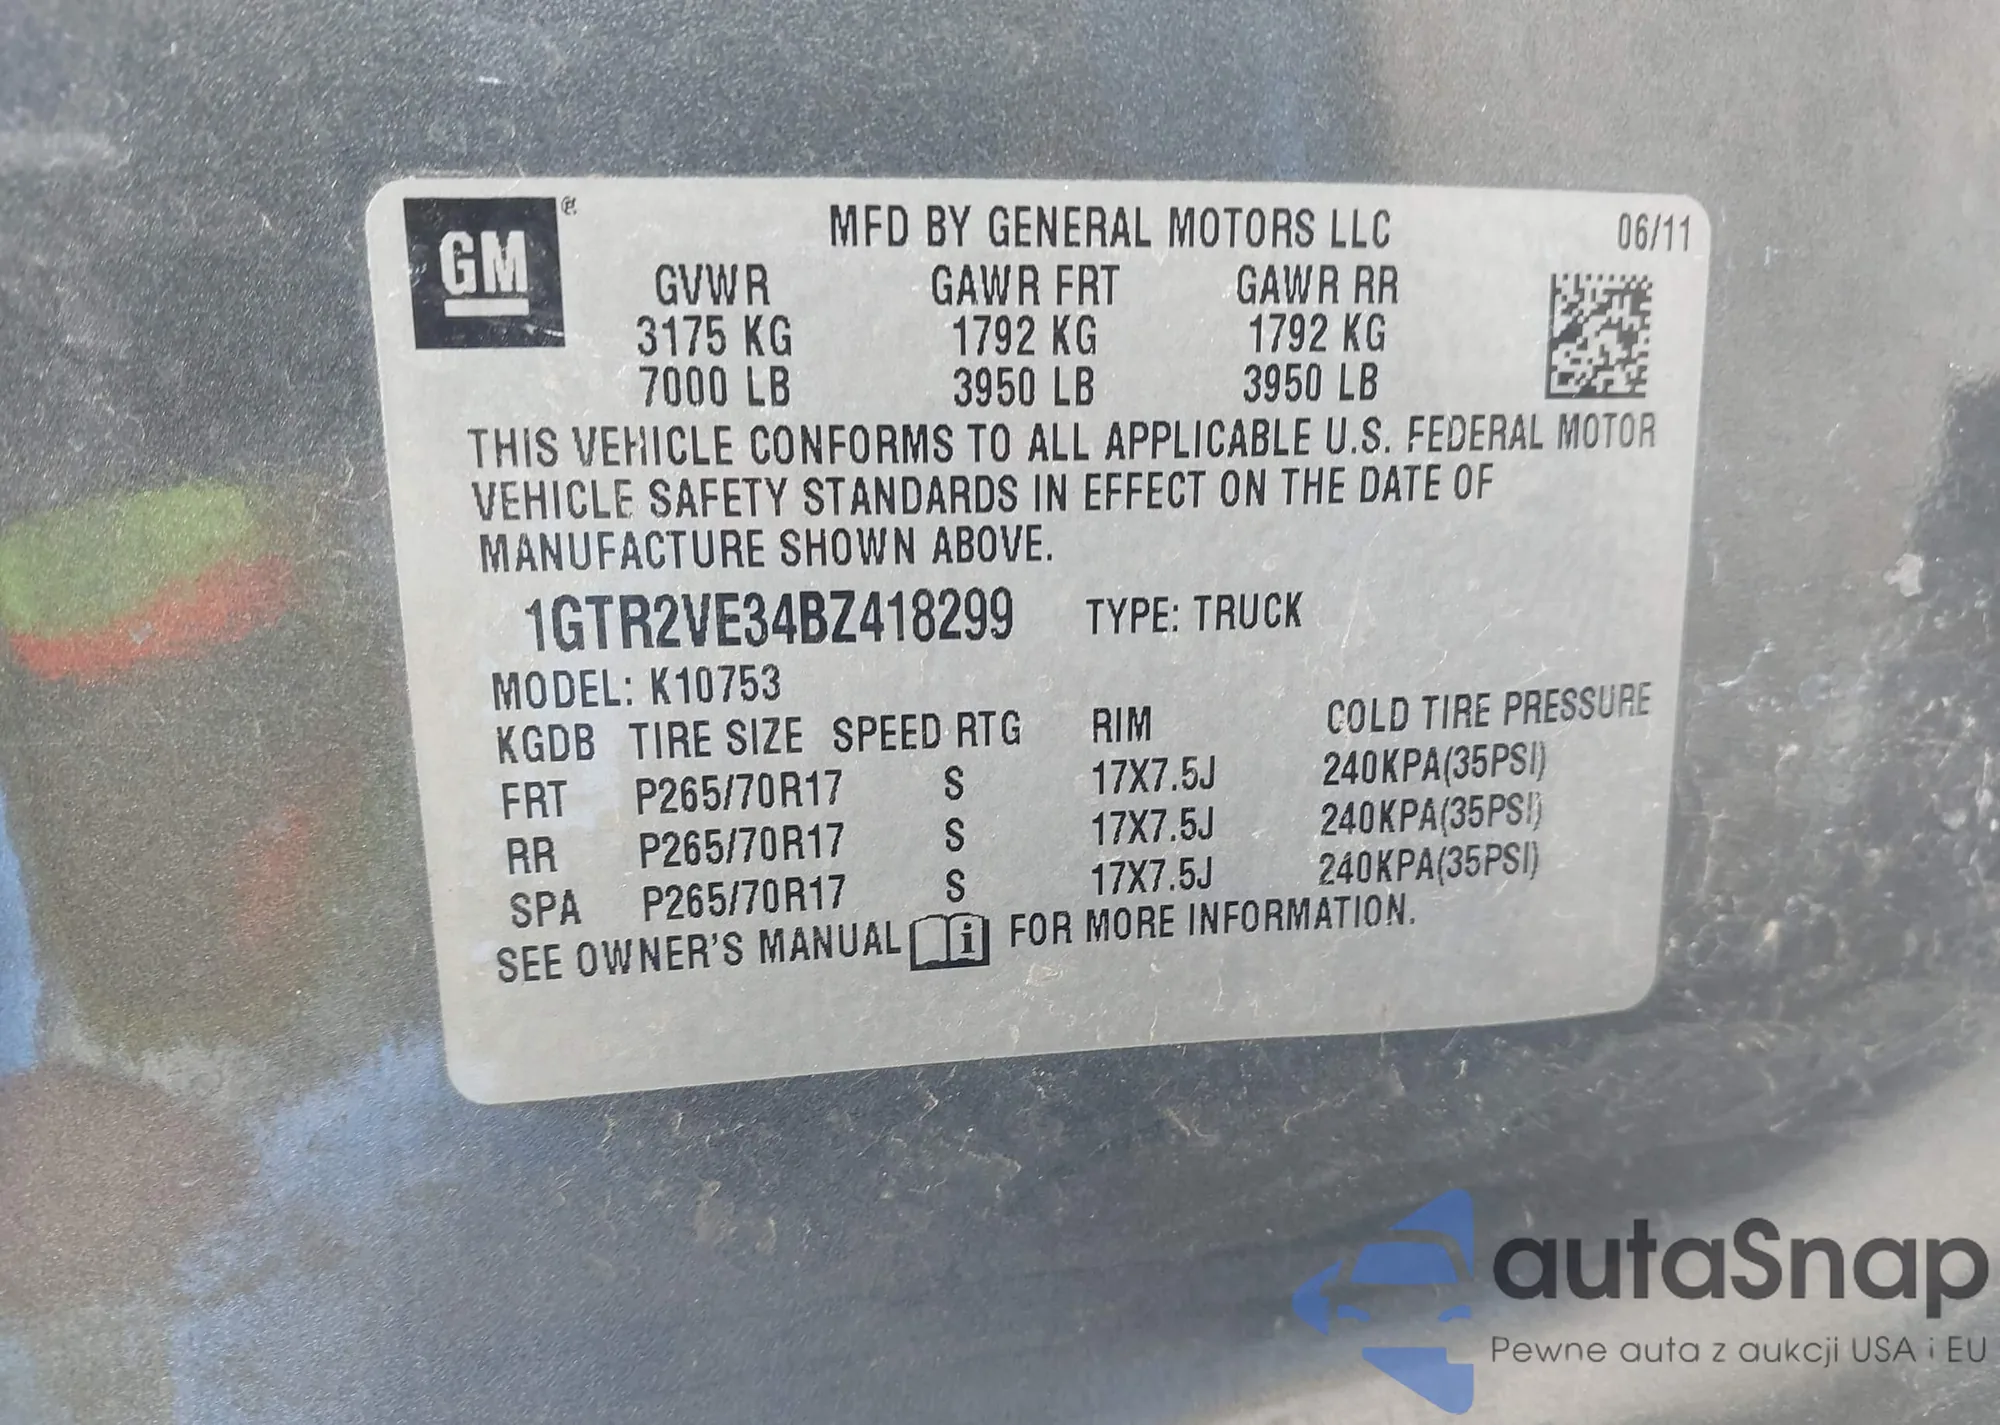 GM
MFD BY GENERAL MOTORS LLC 06/11
GVWR GAWR FRT GAWR RR
3175 KG 1792 KG 1792 KG
7000 LB 3950 LB 3950 LB
THIS VEHICLE CONFORMS TO ALL APPLICABLE U.S. FEDERAL MOTOR
VEHICLE SAFETY STANDARDS IN EFFECT ON THE DATE OF
MANUFACTURE SHOWN ABOVE.
1GTR2VE34BZ418299 TYPE: TRUCK
MODEL: K10753
KGDB TIRE SIZE SPEED RTG RIM COLD TIRE PRESSURE
FRT P265/70R17 S 17X7.5J 240KPA(35PSI)
RR P265/70R17 S 17X7.5J 240KPA(35PSI)
SPA P265/70R17 S 17X7.5J 240KPA(35PSI)
SEE OWNER'S MANUAL i FOR MORE INFORMATION.
autaSnap
Pewne auta z aukcji USA i EU